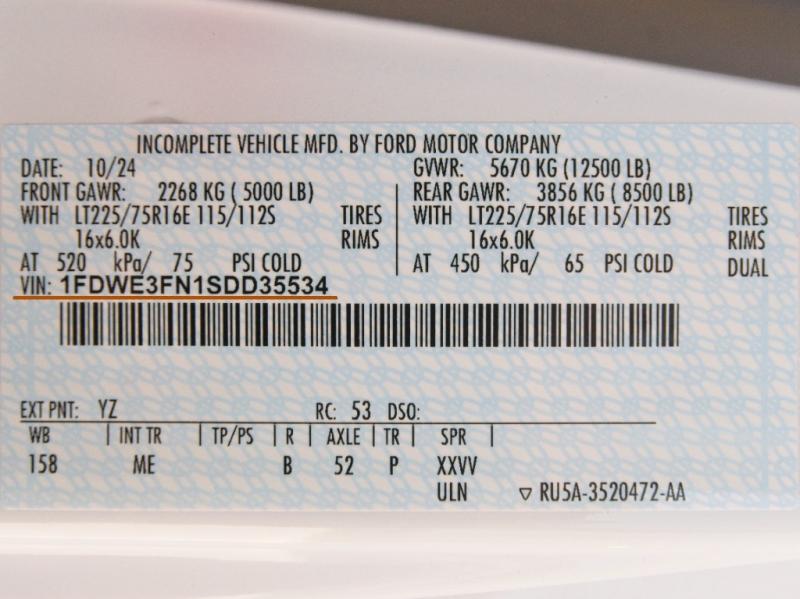 INCOMPLETE VEHICLE MFD. BY FORD MOTOR COMPANY
DATE: 10/24 GVWR: 5670 KG (12500 LB)
FRONT GAWR: 2268 KG ( 5000 LB) REAR GAWR: 3856 KG ( 8500 LB)
WITH LT225/75R16E 115/112S TIRES WITH LT225/75R16E 115/112S TIRES
16x6.0K RIMS 16x6.0K RIMS
AT 520 kPa/ 75 PSI COLD AT 450 kPa/ 65 PSI COLD DUAL
VIN: 1FDWE3FN1SDD35534
EXT PNT: YZ RC: 53 DSO:
WB INT TR TP/PS R AXLE TR SPR
158 ME B 52 P XXVV
ULN ▽ RU5A-3520472-AA